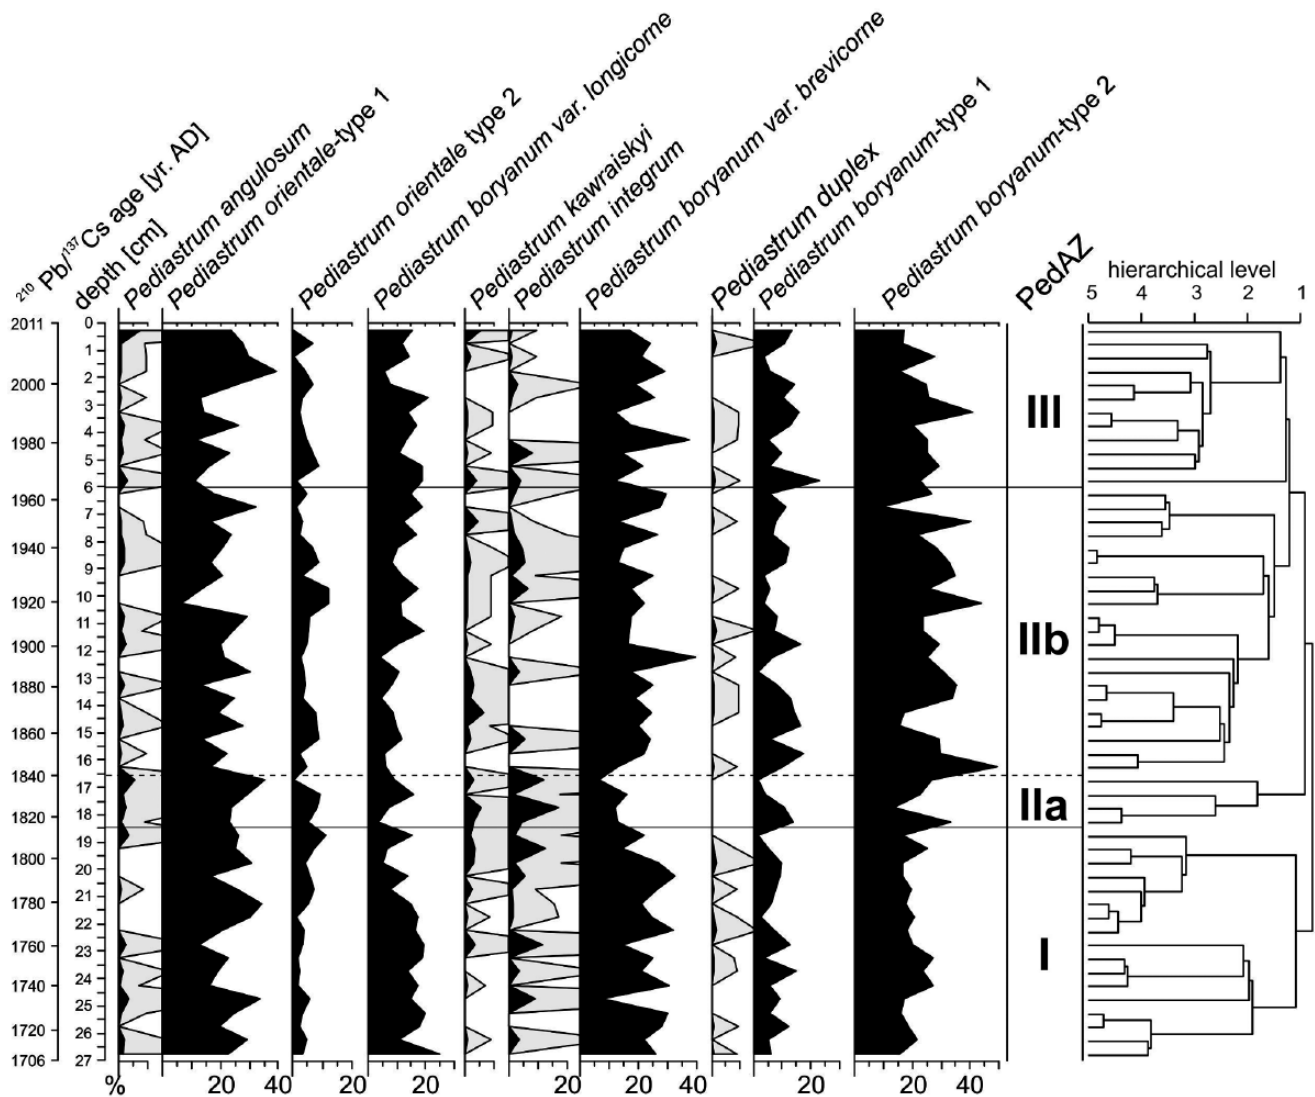 ²¹⁰ Pb/¹³⁷Cs age [yr. AD]
depth [cm]
Pediastrum angulosum
Pediastrum orientale-type 1
Pediastrum orientale type 2
Pediastrum boryanum var. longicorne
Pediastrum kawraiskyi
Pediastrum integrum
Pediastrum boryanum var. brevicorne
Pediastrum duplex
Pediastrum boryanum-type 1
Pediastrum boryanum-type 2
PedAZ
hierarchical level
5 4 3 2 1
2011
2000
1980
1960
1940
1920
1900
1880
1860
1840
1820
1800
1780
1760
1740
1720
1706
0
1
2
3
4
5
6
7
8
9
10
11
12
13
14
15
16
17
18
19
20
21
22
23
24
25
26
27
III
IIb
IIa
I
% 20 40 20 20 20 20 40 20 20 40